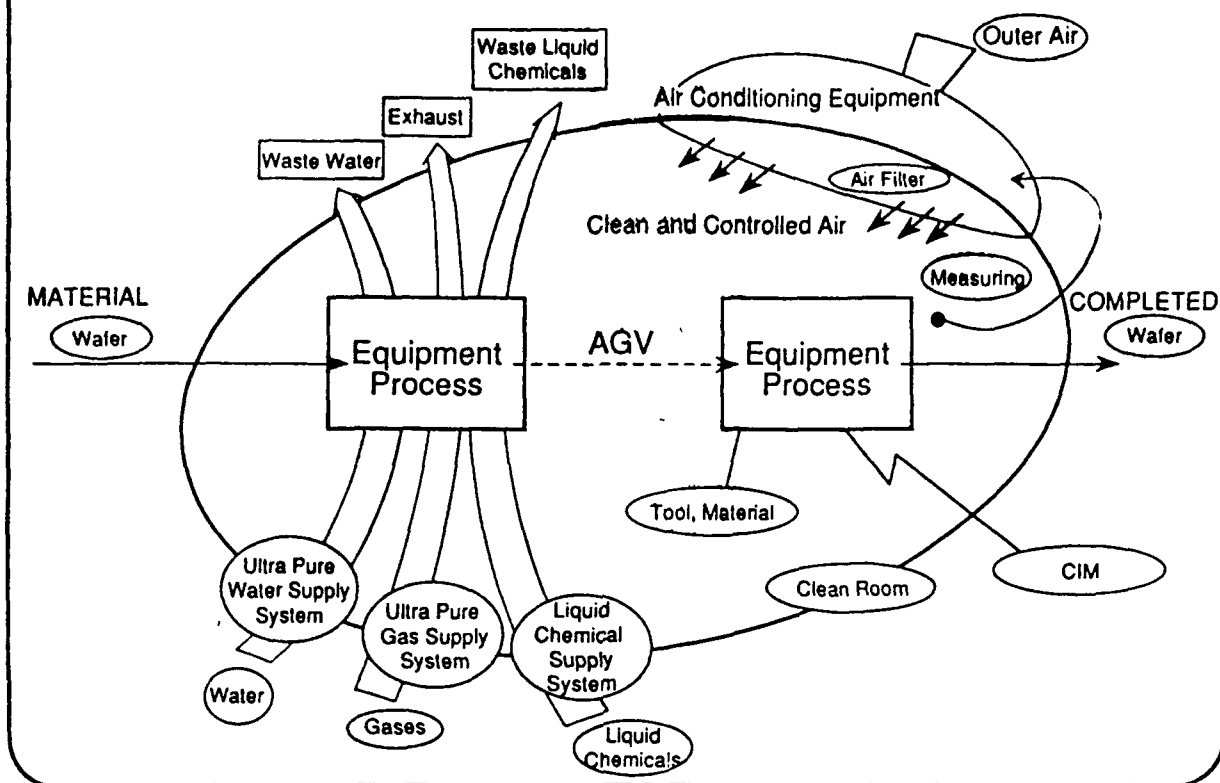 Waste Liquid
Chemicals
Outer Air
Exhaust
Air Conditioning Equipment
Waste Water
Air Filter
Clean and Controlled Air
Measuring
MATERIAL
Wafer
COMPLETED
Wafer
Equipment
Process
AGV
Equipment
Process
Tool, Material
Ultra Pure
Water Supply
System
Ultra Pure
Gas Supply
System
Liquid
Chemical
Supply
System
Clean Room
CIM
Water
Gases
Liquid
Chemicals